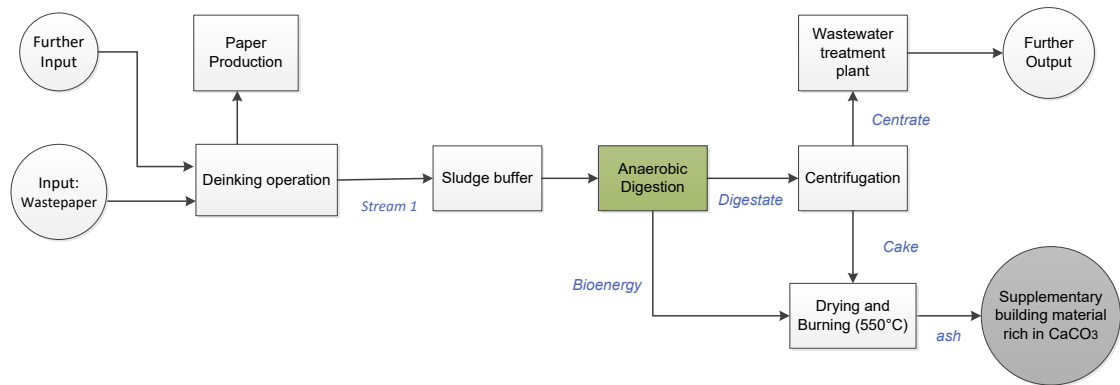 Further
Input
Paper
Production
Wastewater
treatment
plant
Further
Output
Centrate
Input:
Wastepaper
Deinking operation
Stream 1
Sludge buffer
Anaerobic
Digestion
Digestate
Centrifugation
Bioenergy
Cake
Drying and
Burning (550°C)
ash
Supplementary
building material
rich in CaCO3